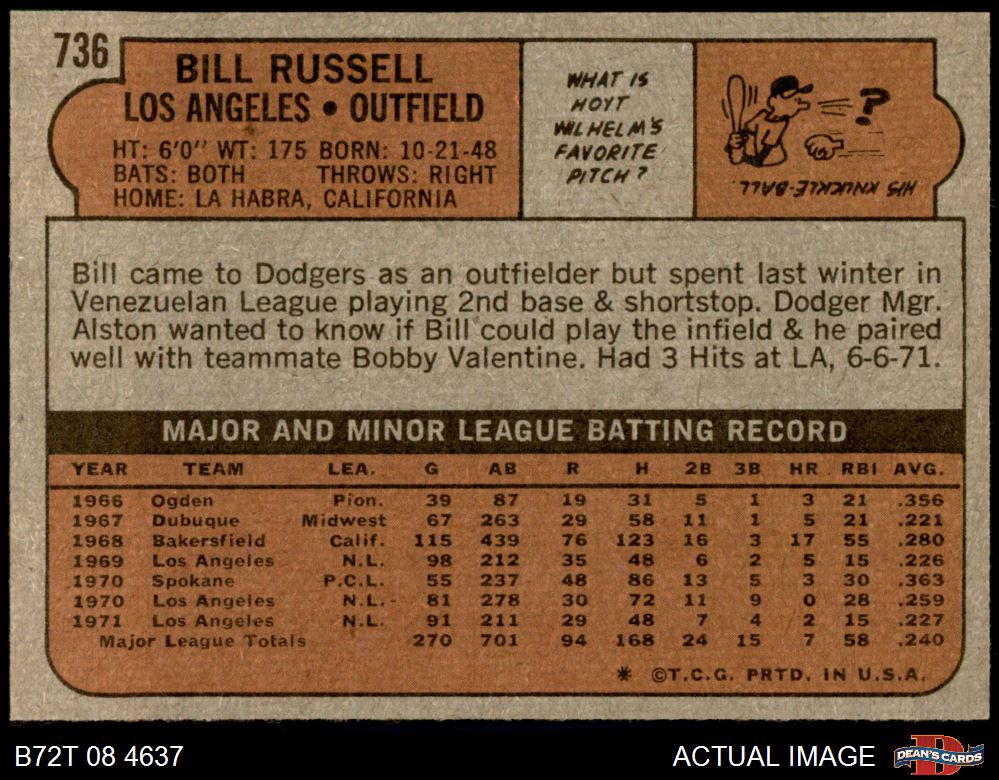 736
BILL RUSSELL
LOS ANGELES • OUTFIELD
HT: 6'0" WT: 175 BORN: 10-21-48
BATS: BOTH THROWS: RIGHT
HOME: LA HABRA, CALIFORNIA
WHAT IS
HOYT
WILHELM'S
FAVORITE
PITCH?
?
HIS KNUCKLE-BALL
Bill came to Dodgers as an outfielder but spent last winter in
Venezuelan League playing 2nd base & shortstop. Dodger Mgr.
Alston wanted to know if Bill could play the infield & he paired
well with teammate Bobby Valentine. Had 3 Hits at LA, 6-6-71.
MAJOR AND MINOR LEAGUE BATTING RECORD
YEAR TEAM LEA. G AB R H 2B 3B HR RBI AVG.
1966 Ogden Pion. 39 87 19 31 5 1 3 21 .356
1967 Dubuque Midwest 67 263 29 58 11 1 5 21 .221
1968 Bakersfield Calif. 115 439 76 123 16 3 17 55 .280
1969 Los Angeles N.L. 98 212 35 48 6 2 5 15 .226
1970 Spokane P.C.L. 55 237 48 86 13 5 3 30 .363
1970 Los Angeles N.L. 81 278 30 72 11 9 0 28 .259
1971 Los Angeles N.L. 91 211 29 48 7 4 2 15 .227
Major League Totals 270 701 94 168 24 15 7 58 .240
* ©T.C.G. PRTD. IN U.S.A.
B72T 08 4637
ACTUAL IMAGE
D
DEAN'S CARDS